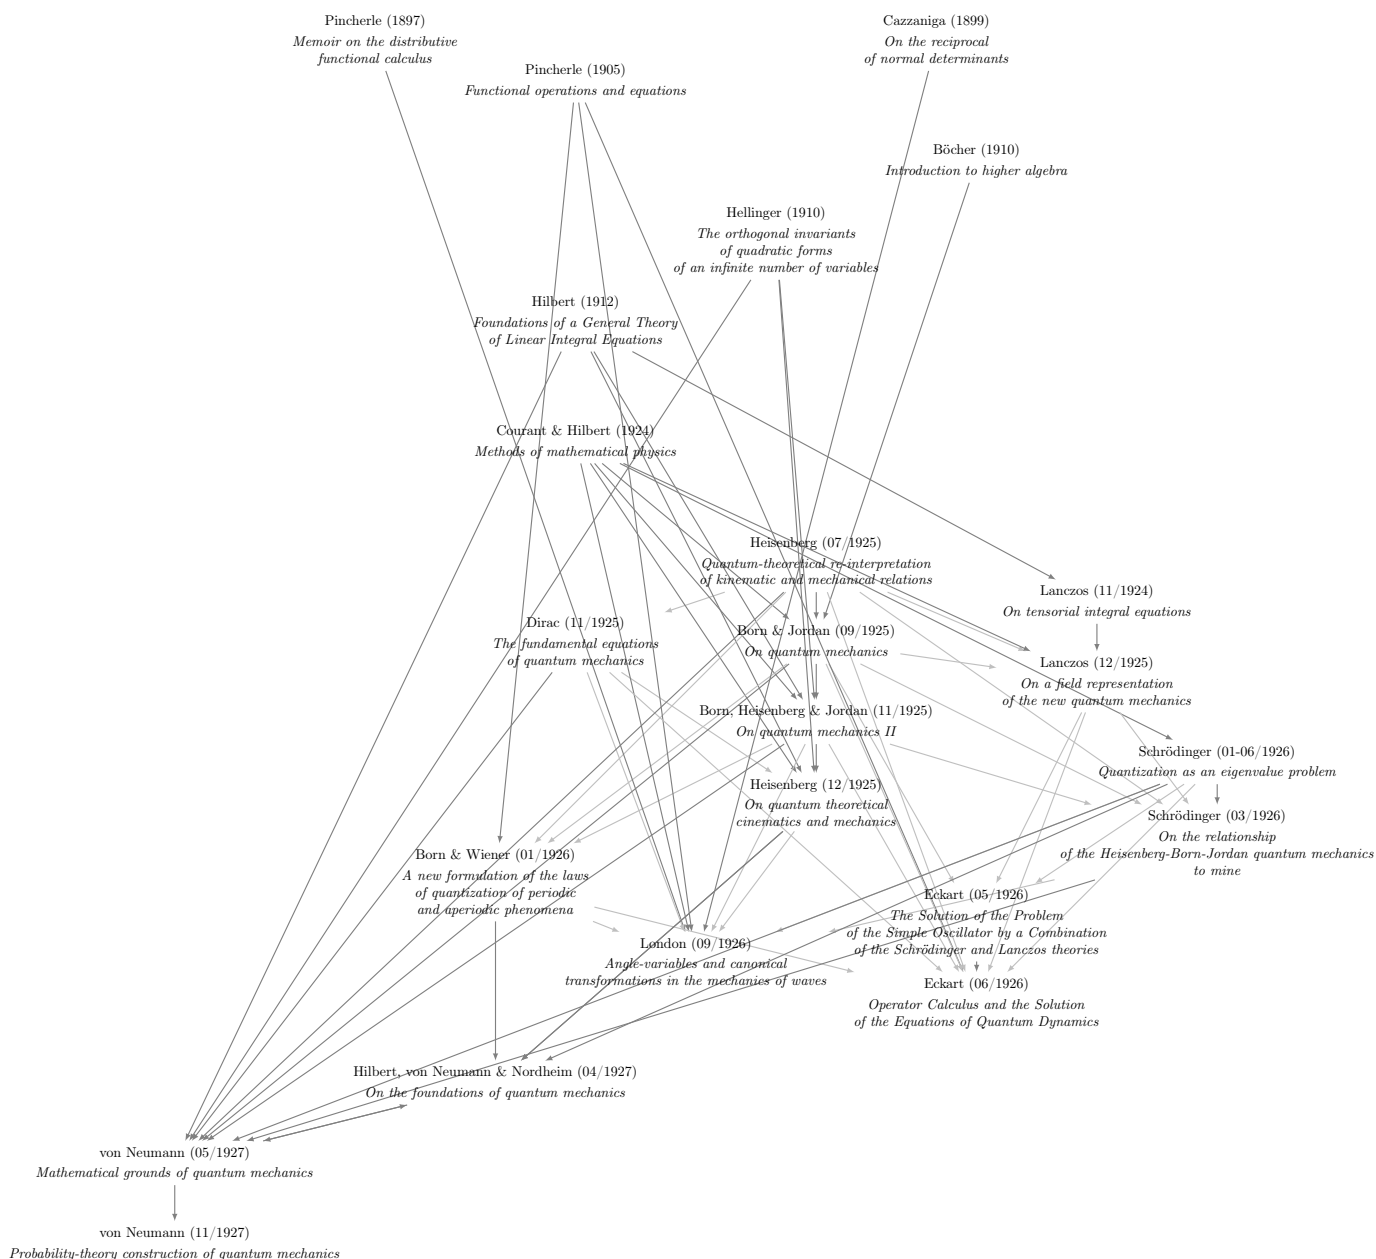 Pincherle (1897)
Memoir on the distributive
functional calculus
Cazzaniga (1899)
On the reciprocal
of normal determinants
Pincherle (1905)
Functional operations and equations
Böcher (1910)
Introduction to higher algebra
Hellinger (1910)
The orthogonal invariants
of quadratic forms
of an infinite number of variables
Hilbert (1912)
Foundations of a General Theory
of Linear Integral Equations
Courant & Hilbert (1924)
Methods of mathematical physics
Heisenberg (07/1925)
Quantum-theoretical re-interpretation
of kinematic and mechanical relations
Lanczos (11/1924)
On tensorial integral equations
Dirac (11/1925)
The fundamental equations
of quantum mechanics
Born & Jordan (09/1925)
On quantum mechanics
Lanczos (12/1925)
On a field representation
of the new quantum mechanics
Born, Heisenberg & Jordan (11/1925)
On quantum mechanics II
Schrödinger (01-06/1926)
Quantization as an eigenvalue problem
Heisenberg (12/1925)
On quantum theoretical
cinematics and mechanics
Schrödinger (03/1926)
On the relationship
of the Heisenberg-Born-Jordan quantum mechanics
to mine
Born & Wiener (01/1926)
A new formulation of the laws
of quantization of periodic
and aperiodic phenomena
Eckart (05/1926)
The Solution of the Problem
of the Simple Oscillator by a Combination
of the Schrödinger and Lanczos theories
London (09/1926)
Angle-variables and canonical
transformations in the mechanics of waves
Eckart (06/1926)
Operator Calculus and the Solution
of the Equations of Quantum Dynamics
Hilbert, von Neumann & Nordheim (04/1927)
On the foundations of quantum mechanics
von Neumann (05/1927)
Mathematical grounds of quantum mechanics
von Neumann (11/1927)
Probability-theory construction of quantum mechanics